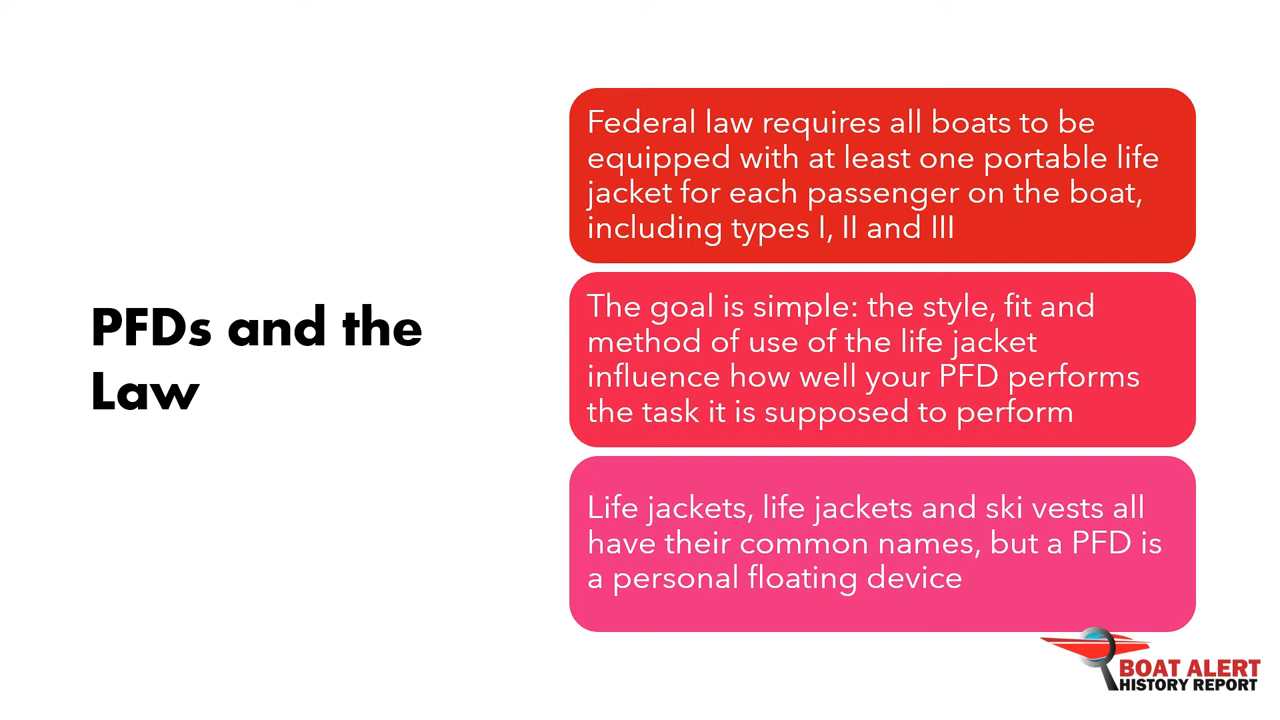 PFDs and the
Law
Federal law requires all boats to be
equipped with at least one portable life
jacket for each passenger on the boat,
including types I, II and III
The goal is simple: the style, fit and
method of use of the life jacket
influence how well your PFD performs
the task it is supposed to perform
Life jackets, life jackets and ski vests all
have their common names, but a PFD is
a personal floating device
BOAT ALERT
HISTORY REPORT